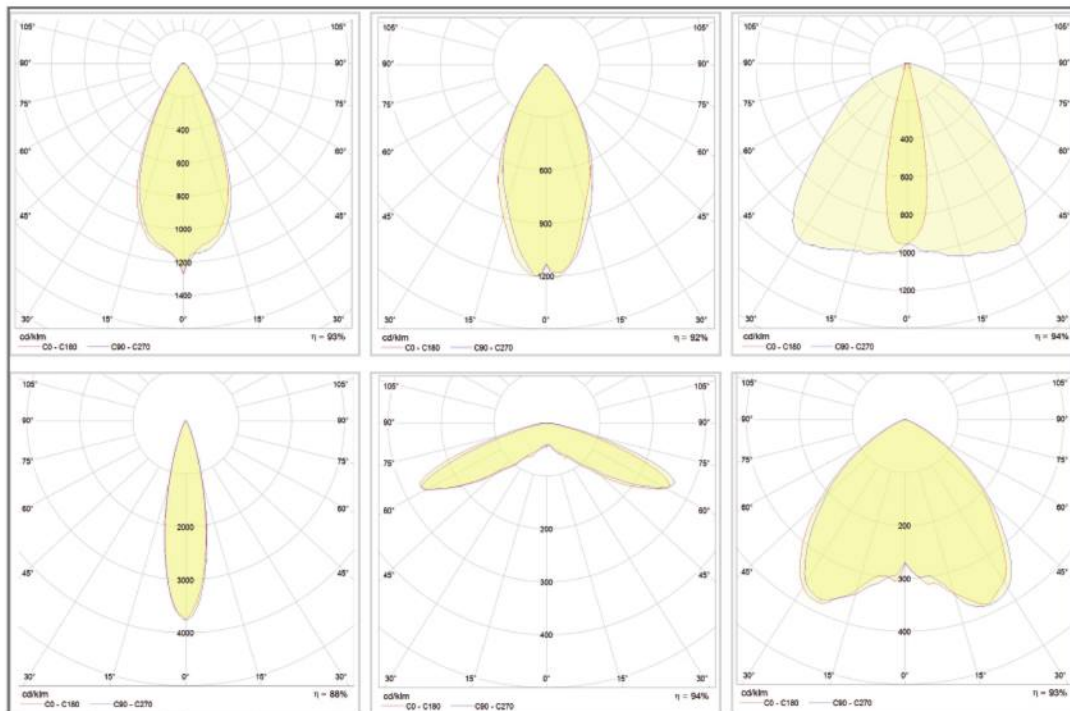 105° 105°
90° 90°
75° 75°
400
60° 60°
600
800
45° 45°
1000
1200
1400
30° 15° 0° 15° 30°
cd/klm η = 93%
C0 - C180 C90 - C270
105° 105°
90° 90°
75° 75°
60° 60°
600
45° 45°
900
1200
30° 15° 0° 15° 30°
cd/klm η = 92%
C0 - C180 C90 - C270
105° 105°
90° 90°
75° 75°
400
60° 60°
600
45° 800 45°
1000
1200
30° 15° 0° 15° 30°
cd/klm η = 94%
C0 - C180 C90 - C270
105° 105°
90° 90°
75° 75°
60° 60°
2000
45° 45°
3000
4000
30° 15° 0° 15° 30°
cd/klm η = 88%
C0 - C180 C90 - C270
105° 105°
90° 90°
75° 75°
60° 60°
200
45° 45°
300
400
30° 15° 0° 15° 30°
cd/klm η = 94%
C0 - C180 C90 - C270
105° 105°
90° 90°
75° 75°
60° 60°
200
45° 45°
300
400
30° 15° 0° 15° 30°
cd/klm η = 93%
C0 - C180 C90 - C270